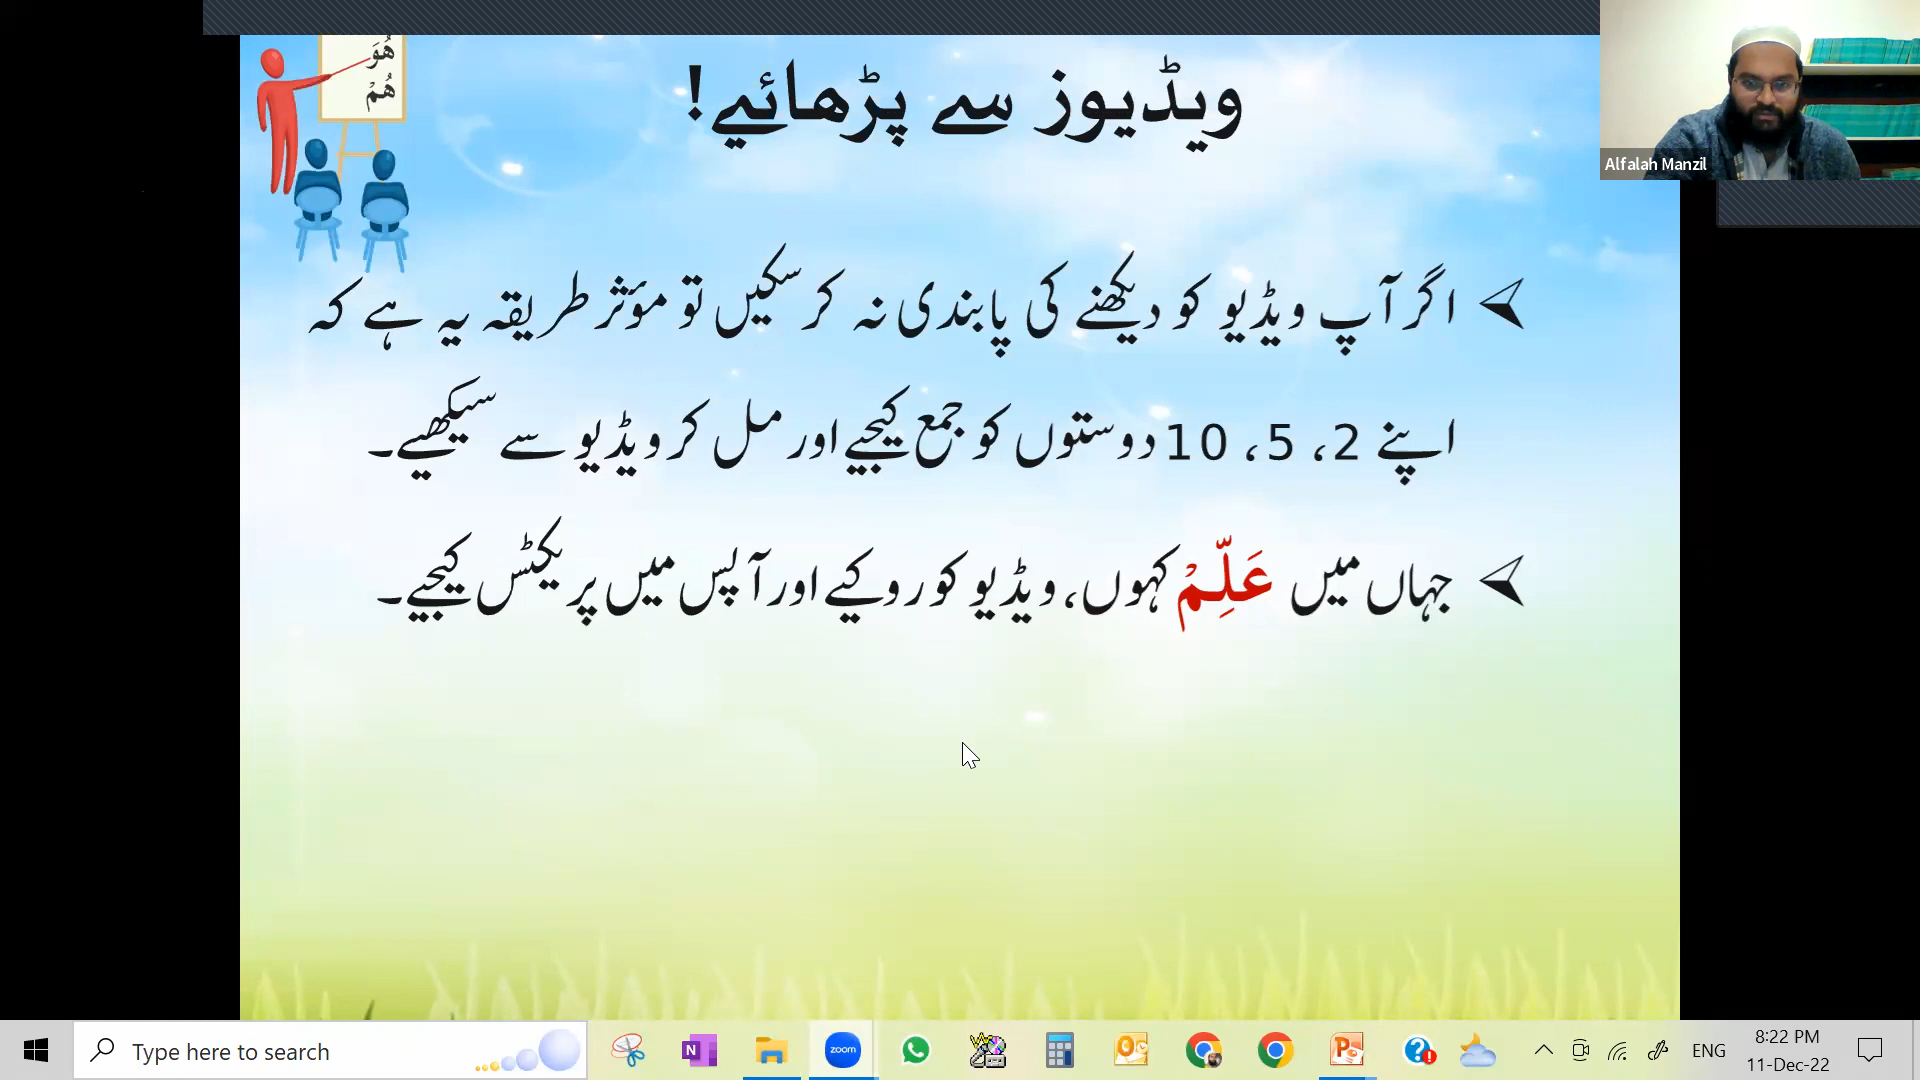 هُوَ
هُمْ
ویڈیوز سے پڑھائیے!
Alfalah Manzil
اگر آپ ویڈیو کو دیکھنے کی پابندی نہ کر سکیں تو مؤثر طریقہ یہ ہے کہ
اپنے 2، 5، 10 دوستوں کو جمع کیجیے اور مل کر ویڈیو سے سیکھیے۔
جہاں میں عَلِّمْ کہوں، ویڈیو کو روکیے اور آپس میں پریکٹس کیجیے۔
Type here to search
N
zoom
ENG
8:22 PM
11-Dec-22